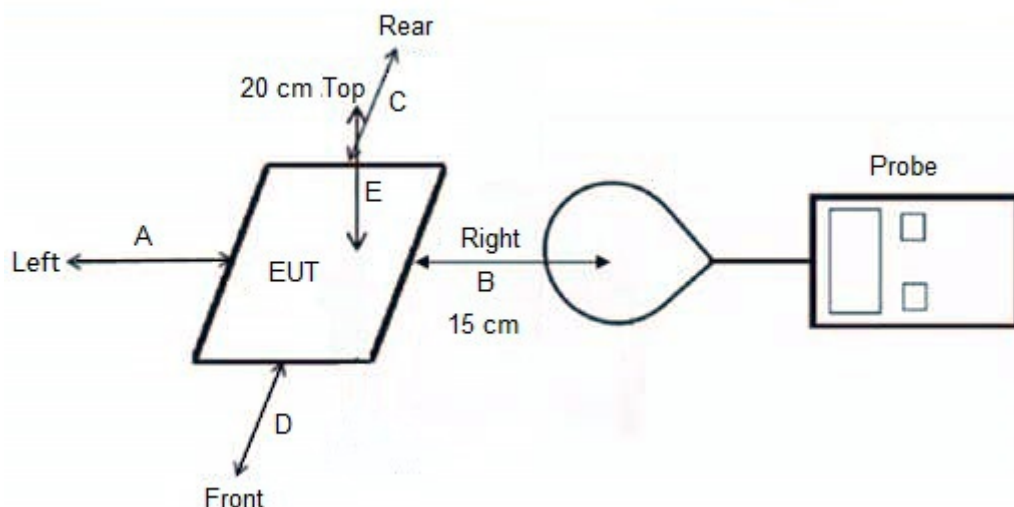 Rear
20 cm .Top
C
Probe
E
A
Right
Left
EUT
B
15 cm
D
Front